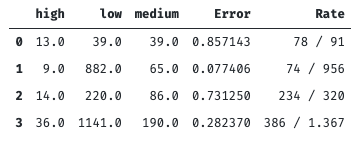 high low medium Error Rate
0 13.0 39.0 39.0 0.857143 78 / 91
1 9.0 882.0 65.0 0.077406 74 / 956
2 14.0 220.0 86.0 0.731250 234 / 320
3 36.0 1141.0 190.0 0.282370 386 / 1.367